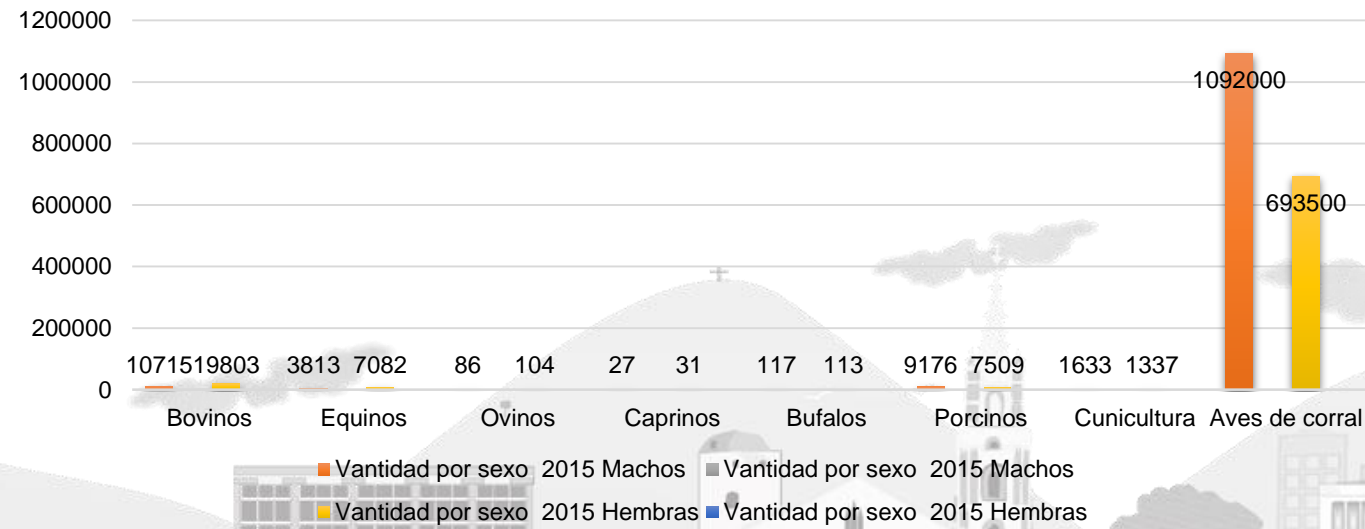 1200000
1000000
1092000
800000
600000
693500
400000
200000
10715 19803 3813 7082 86 104 27 31 117 113 9176 7509 1633 1337
0
Bovinos Equinos Ovinos Caprinos Bufalos Porcinos Cunicultura Aves de corral
Vantidad por sexo 2015 Machos Vantidad por sexo 2015 Machos
Vantidad por sexo 2015 Hembras Vantidad por sexo 2015 Hembras